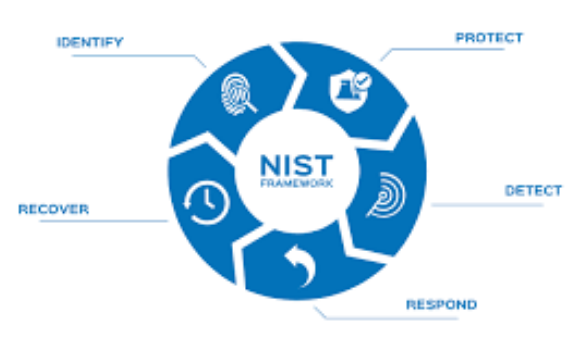 IDENTIFY
PROTECT
NIST
FRAMEWORK
DETECT
RECOVER
RESPOND